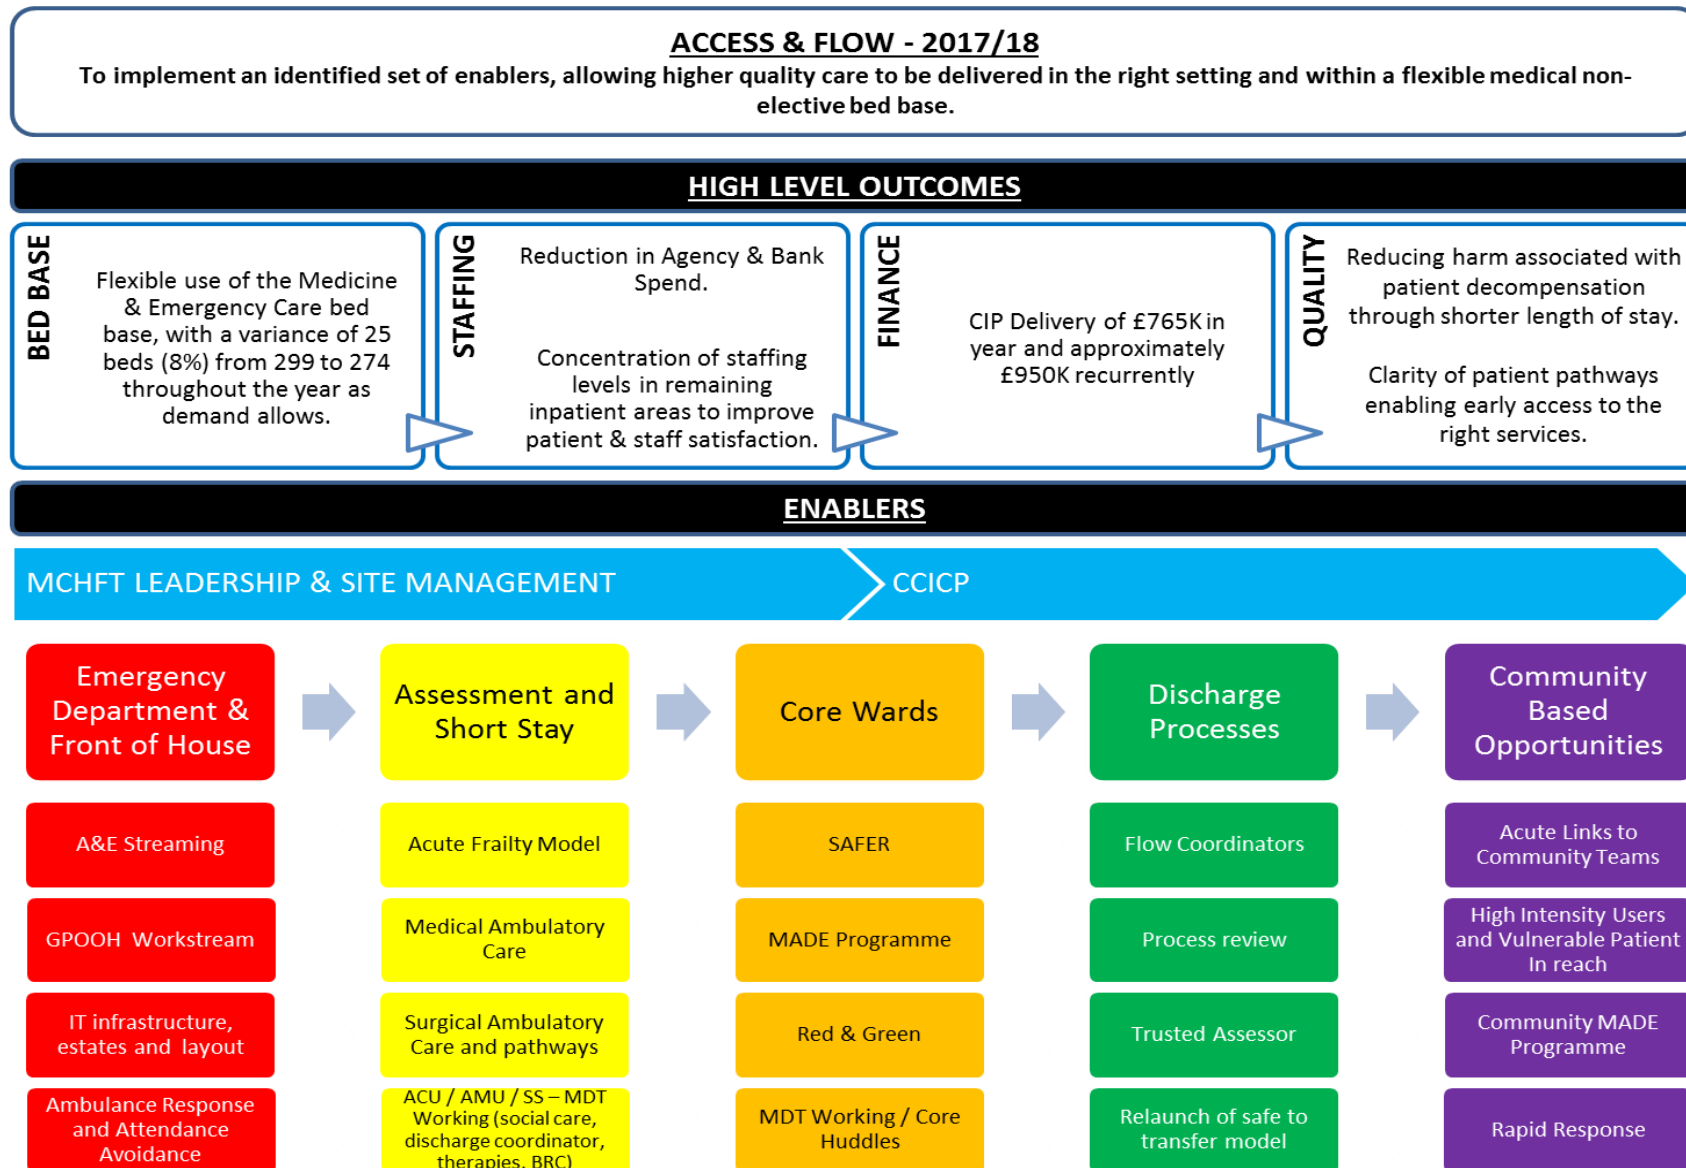 ACCESS & FLOW - 2017/18
To implement an identified set of enablers, allowing higher quality care to be delivered in the right setting and within a flexible medical non-
elective bed base.
HIGH LEVEL OUTCOMES
BED BASE
Flexible use of the Medicine
& Emergency Care bed
base, with a variance of 25
beds (8%) from 299 to 274
throughout the year as
demand allows.
STAFFING
Reduction in Agency & Bank
Spend.
Concentration of staffing
levels in remaining
inpatient areas to improve
patient & staff satisfaction.
FINANCE
CIP Delivery of £765K in
year and approximately
£950K recurrently
QUALITY
Reducing harm associated with
patient decompensation
through shorter length of stay.
Clarity of patient pathways
enabling early access to the
right services.
ENABLERS
MCHFT LEADERSHIP & SITE MANAGEMENT
CCICP
Emergency
Department &
Front of House
Assessment and
Short Stay
Core Wards
Discharge
Processes
Community
Based
Opportunities
A&E Streaming
Acute Frailty Model
SAFER
Flow Coordinators
Acute Links to
Community Teams
GPOOH Workstream
Medical Ambulatory
Care
MADE Programme
Process review
High Intensity Users
and Vulnerable Patient
In reach
IT infrastructure,
estates and layout
Surgical Ambulatory
Care and pathways
Red & Green
Trusted Assessor
Community MADE
Programme
Ambulance Response
and Attendance
Avoidance
ACU / AMU / SS – MDT
Working (social care,
discharge coordinator,
therapies, BRC)
MDT Working / Core
Huddles
Relaunch of safe to
transfer model
Rapid Response